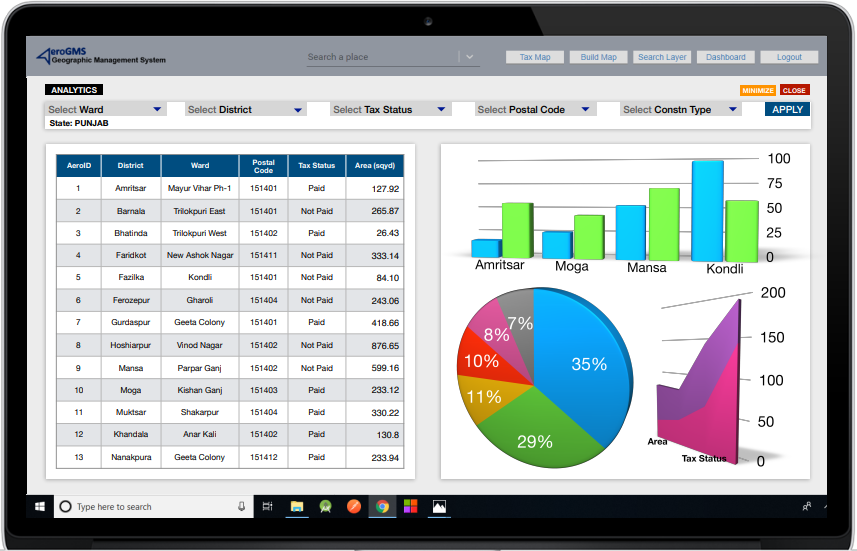 AeroGMS
Geographic Management System
Search a place
Tax Map
Build Map
Search Layer
Dashboard
Logout
ANALYTICS
MINIMIZE
CLOSE
Select Ward
Select District
Select Tax Status
Select Postal Code
Select Constn Type
APPLY
State: PUNJAB
AeroID District Ward Postal Code Tax Status Area (sqyd)
1 Amritsar Mayur Vihar Ph-1 151401 Paid 127.92
2 Barnala Trilokpuri East 151401 Not Paid 265.87
3 Bhatinda Trilokpuri West 151402 Paid 26.43
4 Faridkot New Ashok Nagar 151411 Not Paid 333.14
5 Fazilka Kondli 151401 Not Paid 84.10
6 Ferozepur Gharoli 151404 Not Paid 243.06
7 Gurdaspur Geeta Colony 151401 Paid 418.66
8 Hoshiarpur Vinod Nagar 151402 Not Paid 876.65
9 Mansa Parpar Ganj 151402 Not Paid 599.16
10 Moga Kishan Ganj 151403 Paid 233.12
11 Muktsar Shakarpur 151404 Paid 330.22
12 Khandala Anar Kali 151402 Paid 130.8
13 Nanakpura Geeta Colony 151412 Paid 233.94
100
75
50
25
0
Amritsar Moga Mansa Kondli
7%
8%
10%
11%
35%
29%
200
150
100
50
0
Area
Tax Status
Type here to search